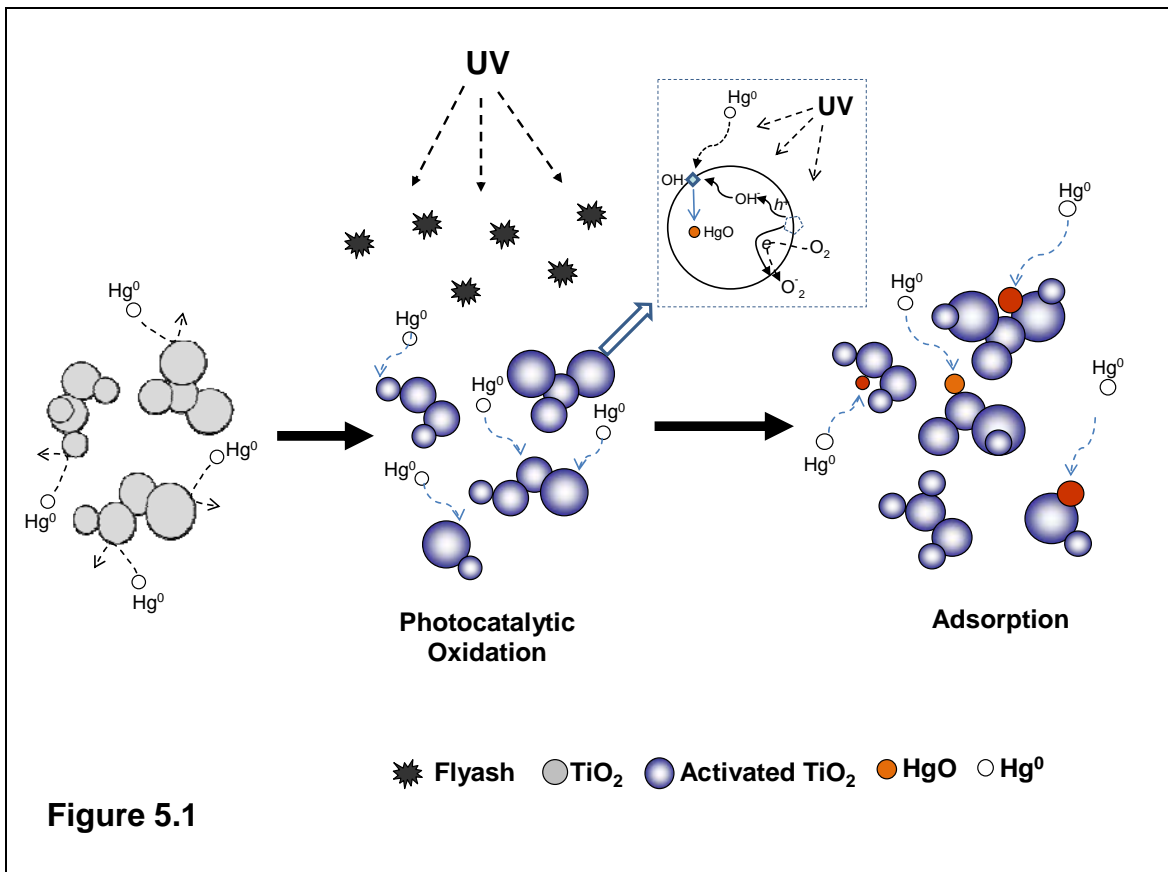 UV
Hg⁰
UV
OH
OH⁻
h⁺
HgO
e⁻
O₂
O⁻₂
Hg⁰
Hg⁰
Hg⁰
Hg⁰
Hg⁰
Hg⁰
Hg⁰
Hg⁰
Hg⁰
Hg⁰
Hg⁰
Hg⁰
Photocatalytic
Oxidation
Adsorption
Flyash TiO₂ Activated TiO₂ HgO Hg⁰
Figure 5.1